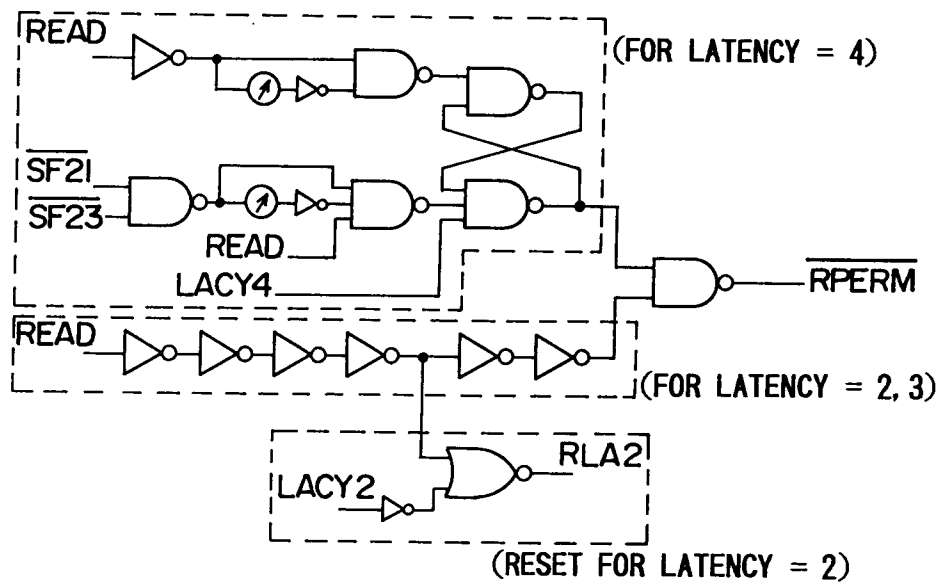 READ
(FOR LATENCY = 4)
SF21
SF23
READ
LACY4
RPERM
READ
(FOR LATENCY = 2, 3)
RLA2
LACY2
(RESET FOR LATENCY = 2)